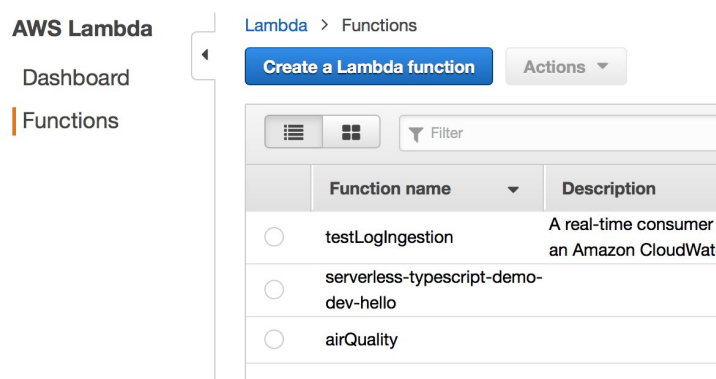 AWS Lambda
Dashboard
Functions
Lambda > Functions
Create a Lambda function
Actions
Filter
Function name
Description
testLogIngestion
A real-time consumer
an Amazon CloudWat
serverless-typescript-demo-
dev-hello
airQuality